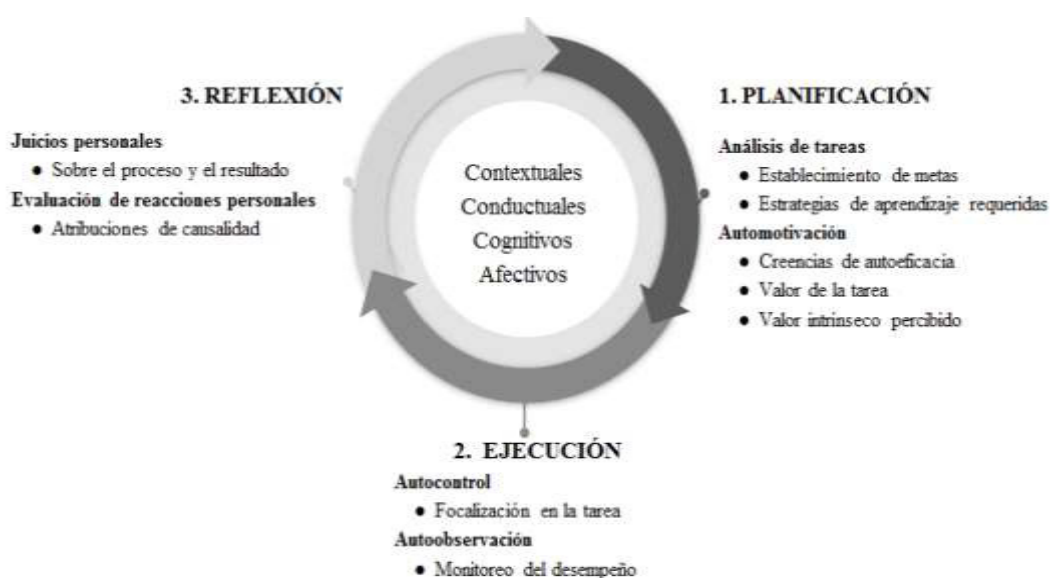 3. REFLEXIÓN
Juicios personales
● Sobre el proceso y el resultado
Evaluación de reacciones personales
● Atribuciones de causalidad
Contextuales
Conductuales
Cognitivos
Afectivos
1. PLANIFICACIÓN
Análisis de tareas
● Establecimiento de metas
● Estrategias de aprendizaje requeridas
Automotivación
● Creencias de autoeficacia
● Valor de la tarea
● Valor intrinseco percibido
2. EJECUCIÓN
Autocontrol
● Focalización en la tarea
Autoobservación
● Monitoreo del desempeño